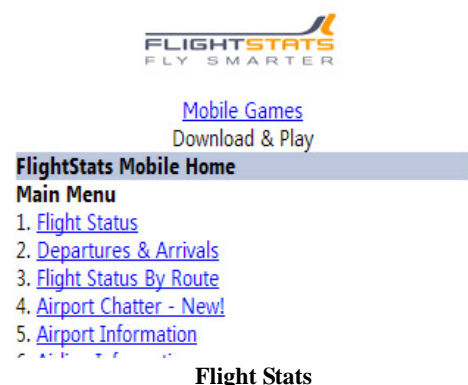 FLIGHTSTATS
FLY SMARTER
Mobile Games
Download & Play
FlightStats Mobile Home
Main Menu
1. Flight Status
2. Departures & Arrivals
3. Flight Status By Route
4. Airport Chatter - New!
5. Airport Information
Flight Stats